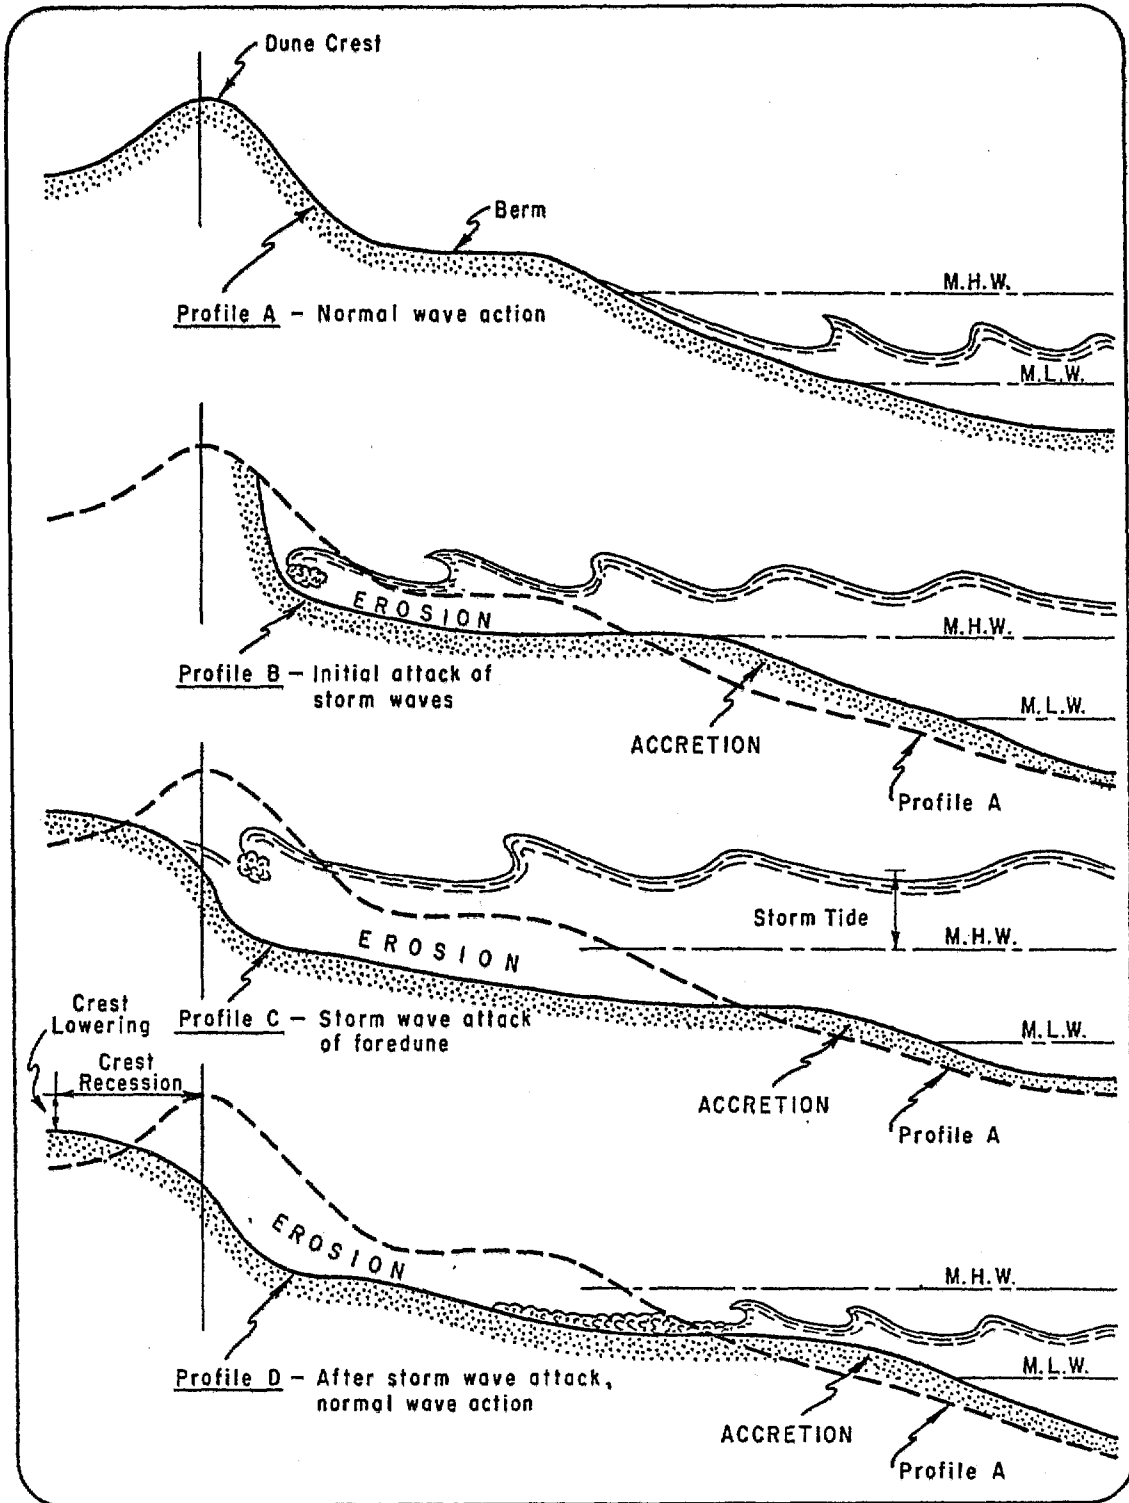 Dune Crest
Berm
M.H.W.
Profile A – Normal wave action
M.L.W.
EROSION
M.H.W.
Profile B – Initial attack of
storm waves
M.L.W.
ACCRETION
Profile A
Storm Tide
EROSION
M.H.W.
Crest
Lowering
Profile C – Storm wave attack
of foredune
M.L.W.
Crest
Recession
ACCRETION
Profile A
EROSION
M.H.W.
Profile D – After storm wave attack,
normal wave action
M.L.W.
ACCRETION
Profile A